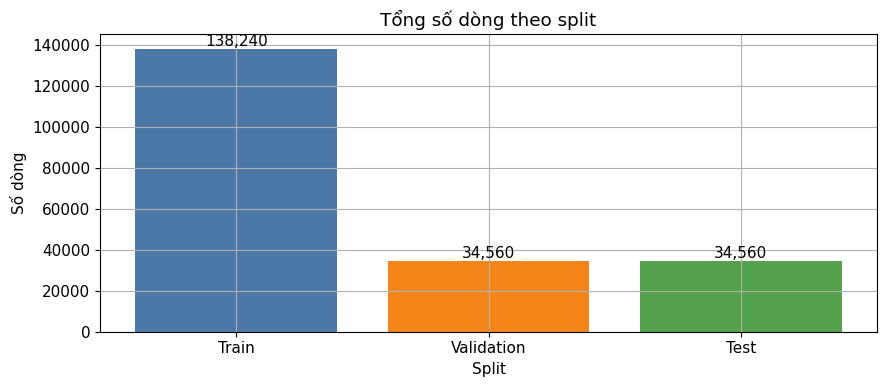 Tổng số dòng theo split
138,240
34,560
34,560
140000
120000
100000
80000
60000
40000
20000
0
Số dòng
Train
Validation
Test
Split